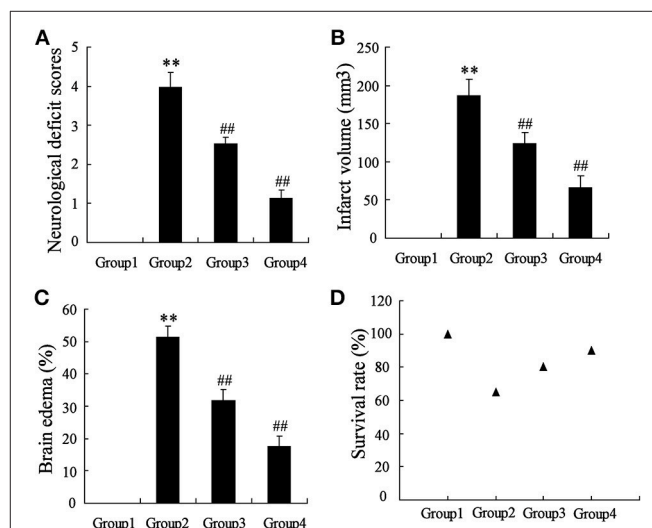 A
Neurological deficit scores
5
4
3
2
1
0
**
##
##
Group1 Group2 Group3 Group4
B
Infarct volume (mm3)
250
200
150
100
50
0
**
##
##
Group1 Group2 Group3 Group4
C
Brain edema (%)
60
50
40
30
20
10
0
**
##
##
Group1 Group2 Group3 Group4
D
Survival rate (%)
120
100
80
60
40
20
0
Group1 Group2 Group3 Group4